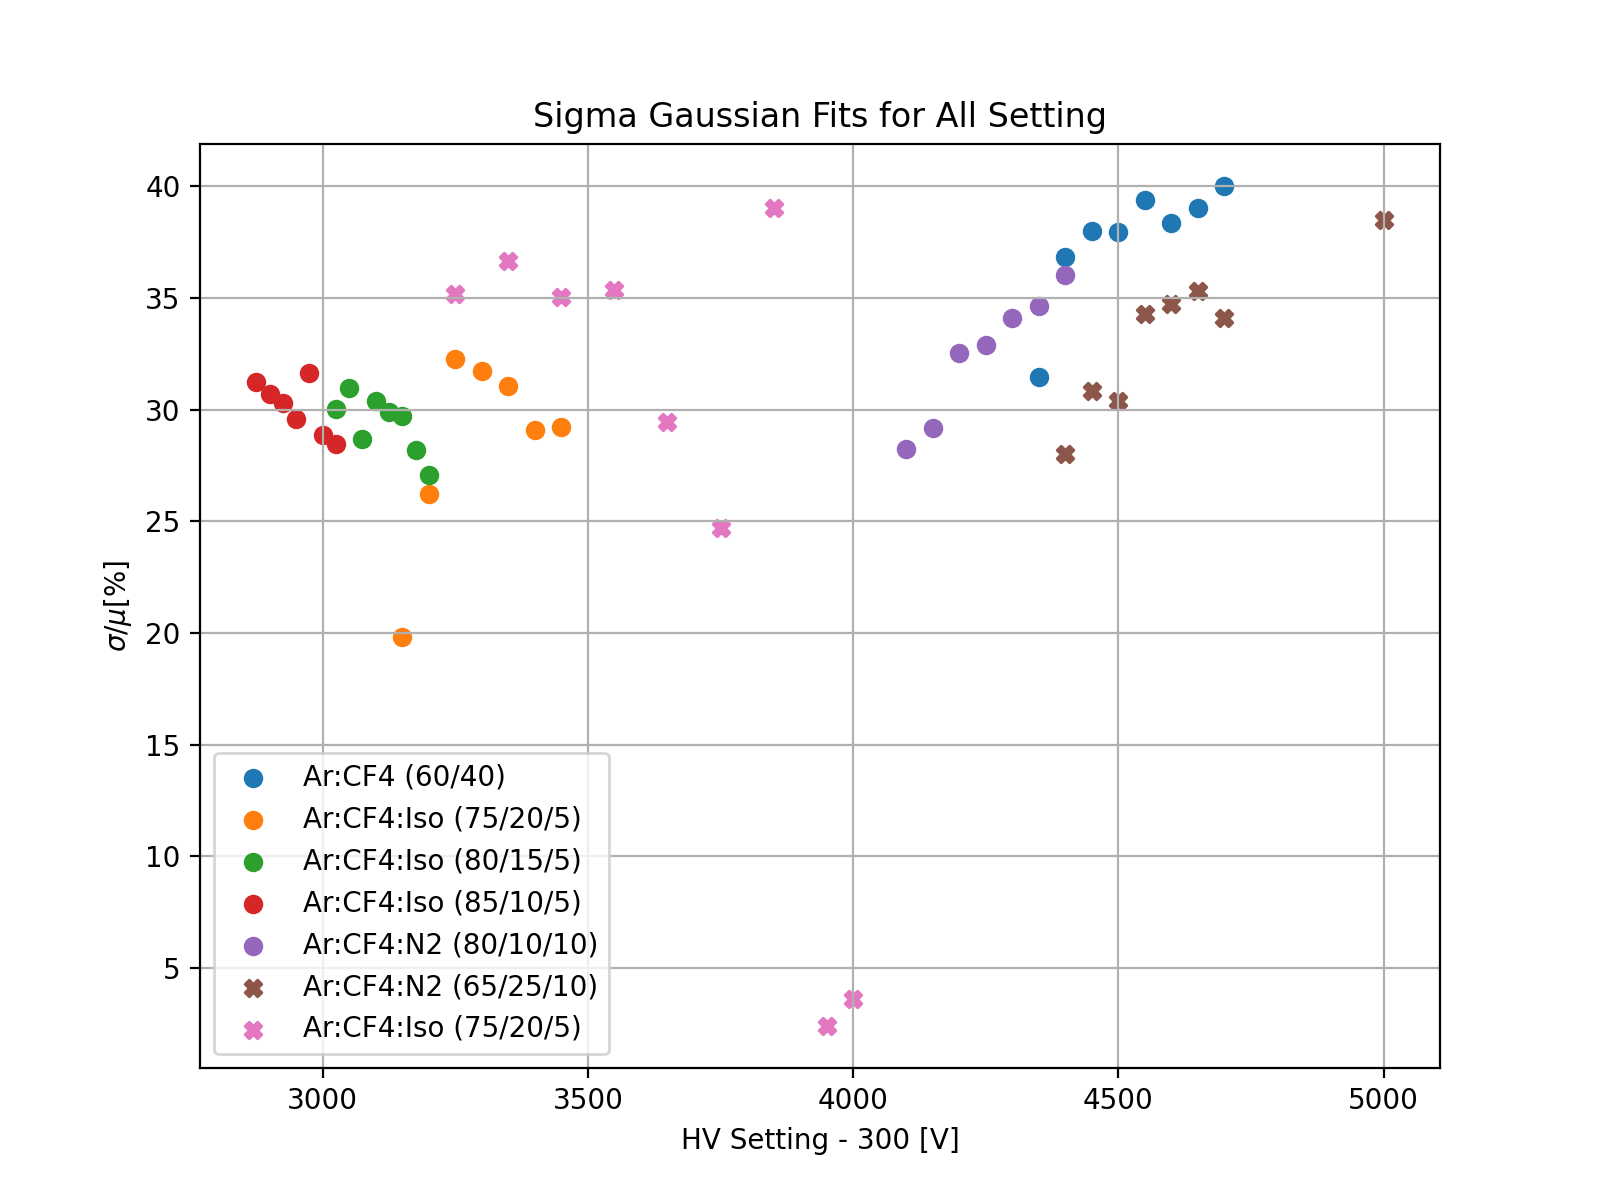 Sigma Gaussian Fits for All Setting
40
35
30
25
20
15
10
5
σ/μ[%]
Ar:CF4 (60/40)
Ar:CF4:Iso (75/20/5)
Ar:CF4:Iso (80/15/5)
Ar:CF4:Iso (85/10/5)
Ar:CF4:N2 (80/10/10)
Ar:CF4:N2 (65/25/10)
Ar:CF4:Iso (75/20/5)
3000 3500 4000 4500 5000
HV Setting - 300 [V]